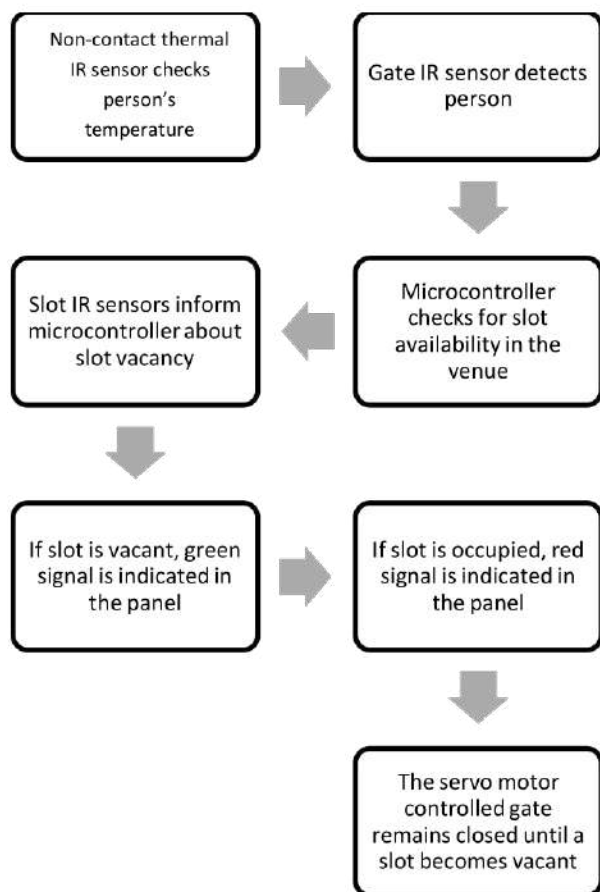 Non-contact thermal
IR sensor checks
person's
temperature
Gate IR sensor detects
person
Microcontroller
checks for slot
availability in the
venue
Slot IR sensors inform
microcontroller about
slot vacancy
If slot is vacant, green
signal is indicated in
the panel
If slot is occupied, red
signal is indicated in
the panel
The servo motor
controlled gate
remains closed until a
slot becomes vacant